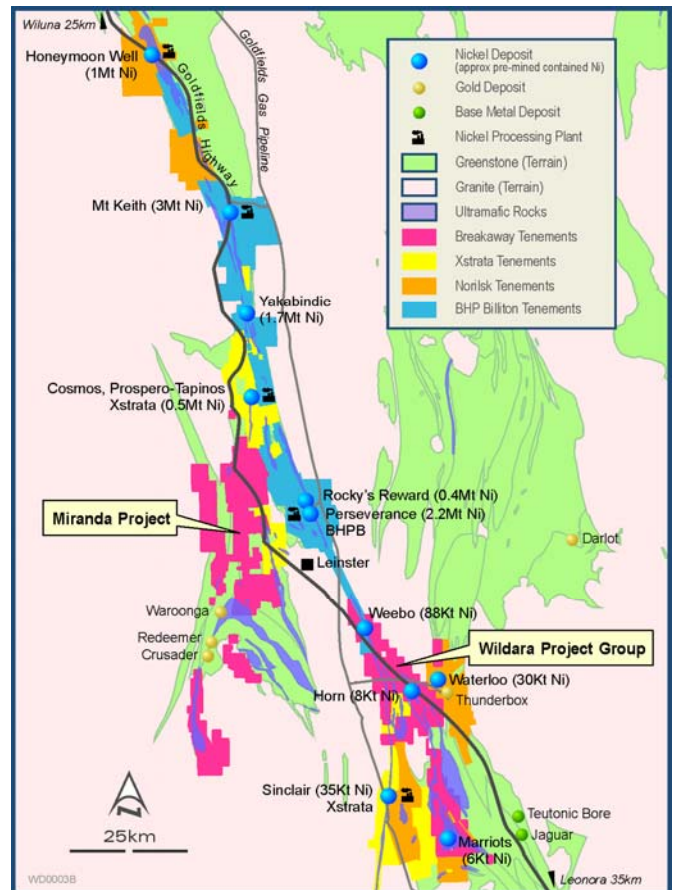 Wiluna 25km
Honeymoon Well
(1Mt Ni)
Goldfields Highway
Goldfields Gas Pipeline
Mt Keith (3Mt Ni)
Yakabindic
(1.7Mt Ni)
Cosmos, Prospero-Tapinos
Xstrata (0.5Mt Ni)
Rocky's Reward (0.4Mt Ni)
Perseverance (2.2Mt Ni)
BHPB
Miranda Project
Leinster
Darlot
Waroonga
Weebo (88Kt Ni)
Redeemer
Crusader
Wildara Project Group
Waterloo (30Kt Ni)
Horn (8Kt Ni)
Thunderbox
Sinclair (35Kt Ni)
Xstrata
Teutonic Bore
Jaguar
Marriots
(6Kt Ni)
Leonora 35km
N
25km
WD0003B
Nickel Deposit
(approx pre-mined contained Ni)
Gold Deposit
Base Metal Deposit
Nickel Processing Plant
Greenstone (Terrain)
Granite (Terrain)
Ultramafic Rocks
Breakaway Tenements
Xstrata Tenements
Norilsk Tenements
BHP Billiton Tenements